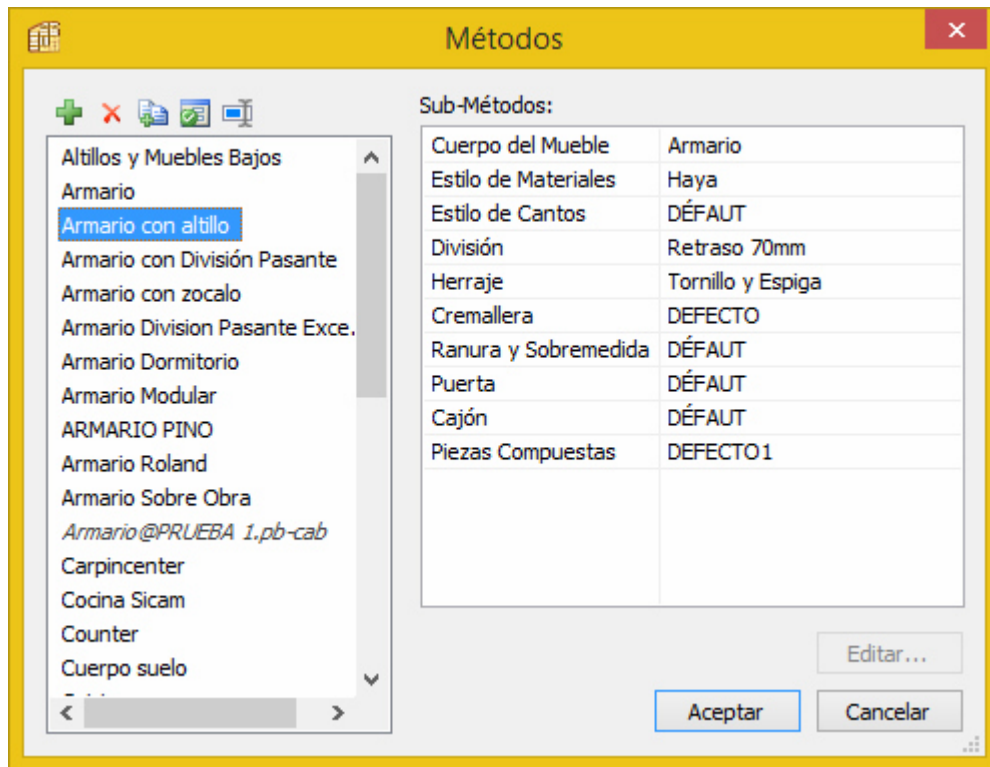 Métodos
Sub-Métodos:
Altillos y Muebles Bajos
Armario
Armario con altillo
Armario con División Pasante
Armario con zocalo
Armario Division Pasante Exce.
Armario Dormitorio
Armario Modular
ARMARIO PINO
Armario Roland
Armario Sobre Obra
Armario@PRUEBA 1.pb-cab
Carpincenter
Cocina Sicam
Counter
Cuerpo suelo
Cuerpo del Mueble Armario
Estilo de Materiales Haya
Estilo de Cantos DÉFAUT
División Retraso 70mm
Herraje Tornillo y Espiga
Cremallera DEFECTO
Ranura y Sobremedida DÉFAUT
Puerta DÉFAUT
Cajón DÉFAUT
Piezas Compuestas DEFECTO1
Editar...
Aceptar
Cancelar